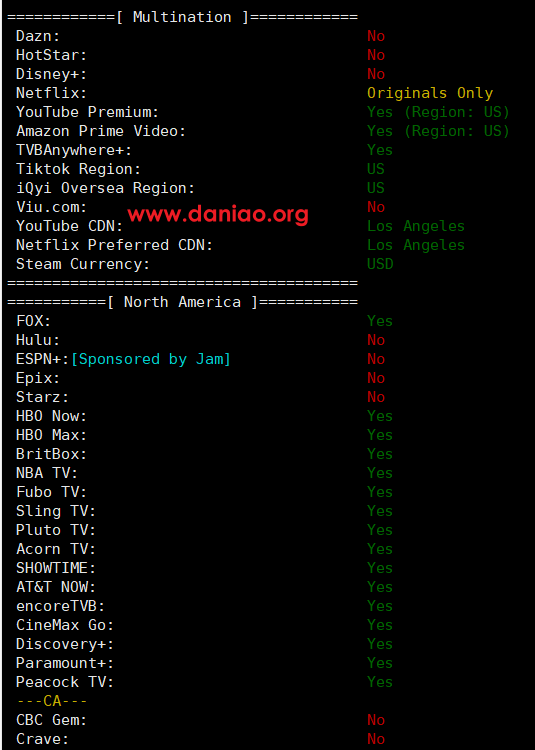 ============[ Multination ]============
Dazn: No
HotStar: No
Disney+: No
Netflix: Originals Only
YouTube Premium: Yes (Region: US)
Amazon Prime Video: Yes (Region: US)
TVBAnywhere+: Yes
Tiktok Region: US
iQyi Oversea Region: US
Viu.com: No
www.daniao.org
YouTube CDN: Los Angeles
Netflix Preferred CDN: Los Angeles
Steam Currency: USD
=======================================
===========[ North America ]===========
FOX: Yes
Hulu: No
ESPN+:[Sponsored by Jam] No
Epix: No
Starz: No
HBO Now: Yes
HBO Max: Yes
BritBox: Yes
NBA TV: Yes
Fubo TV: Yes
Sling TV: Yes
Pluto TV: Yes
Acorn TV: Yes
SHOWTIME: Yes
AT&T NOW: Yes
encoreTVB: Yes
CineMax Go: Yes
Discovery+: Yes
Paramount+: Yes
Peacock TV: Yes
---CA---
CBC Gem: No
Crave: No